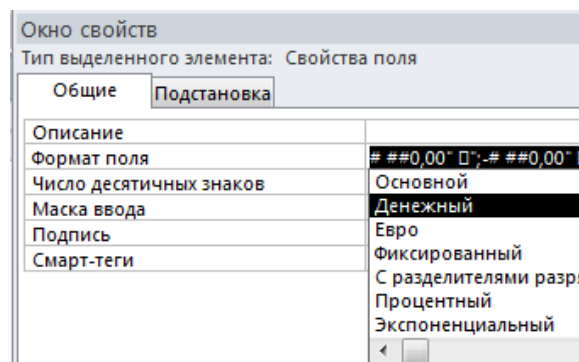 Окно свойств
Тип выделенного элемента: Свойства поля
Общие Подстановка
Описание
Формат поля # ##0,00" ▯";-# ##0,00" ▯
Число десятичных знаков Основной
Маска ввода Денежный
Подпись Евро
Смарт-теги Фиксированный
С разделителями
Процентный
Экспоненциальный